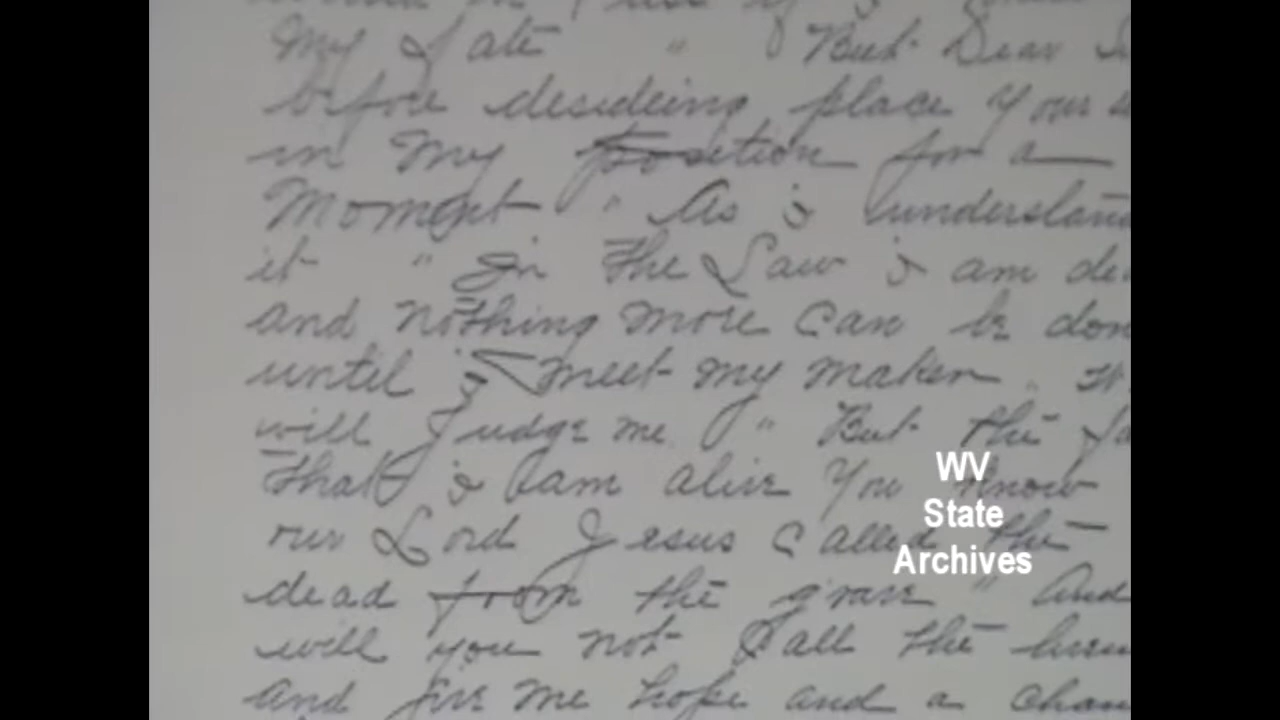 My Fate " But Dear
before desideing place your
in My position for a
Moment " As i understand
it " In the Law i am
and nothing more can be don
until i meet my maker.
will Judge me " But the
That i am alive You know
our Lord Jesus Called the
dead from the grave " And
will you not Call the
and give me hope and a chan
WV
State
Archives